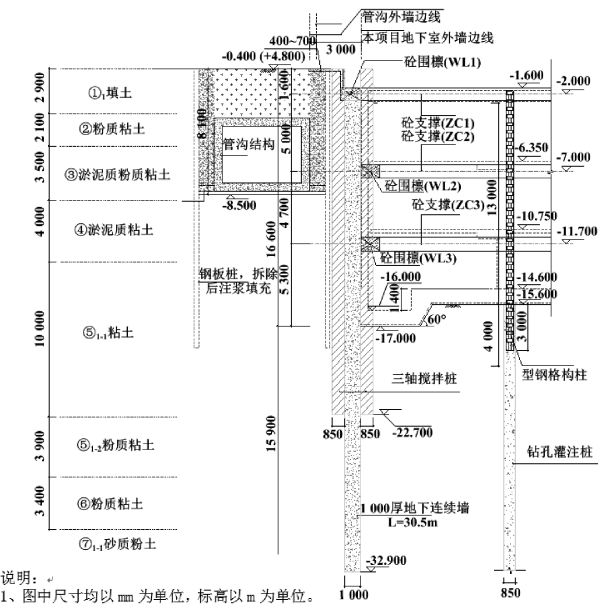 管沟外墙边线
400~700
本项目地下室外墙边线
3 000
-0.400 (+4.800)
砼围檩(WL1)
-1.600
-2.000
2 900
①₁填土
1 600
8 100
砼支撑(ZC1)
砼支撑(ZC2)
2 100
②粉质粘土
管沟结构
5 000
-6.350
-7.000
3 500
③淤泥质粉质粘土
砼围檩(WL2)
13 000
-8.500
砼支撑(ZC3)
4 000
④淤泥质粘土
4 700
16 600
-10.750
-11.700
砼围檩(WL3)
钢板桩，拆除
后注浆填充
5 300
-16.000
1 400
-14.600
-15.600
10 000
⑤₁₋₁粘土
60°
-17.000
4 000
3 000
型钢格构柱
三轴搅拌桩
850
850
-22.700
15 900
3 900
⑤₁₋₂粉质粘土
钻孔灌注桩
3 400
⑥粉质粘土
1 000厚地下连续墙
L=30.5m
⑦₁₋₁砂质粉土
-32.900
1 000
850
说明：
1、图中尺寸均以 mm 为单位，标高以 m 为单位。